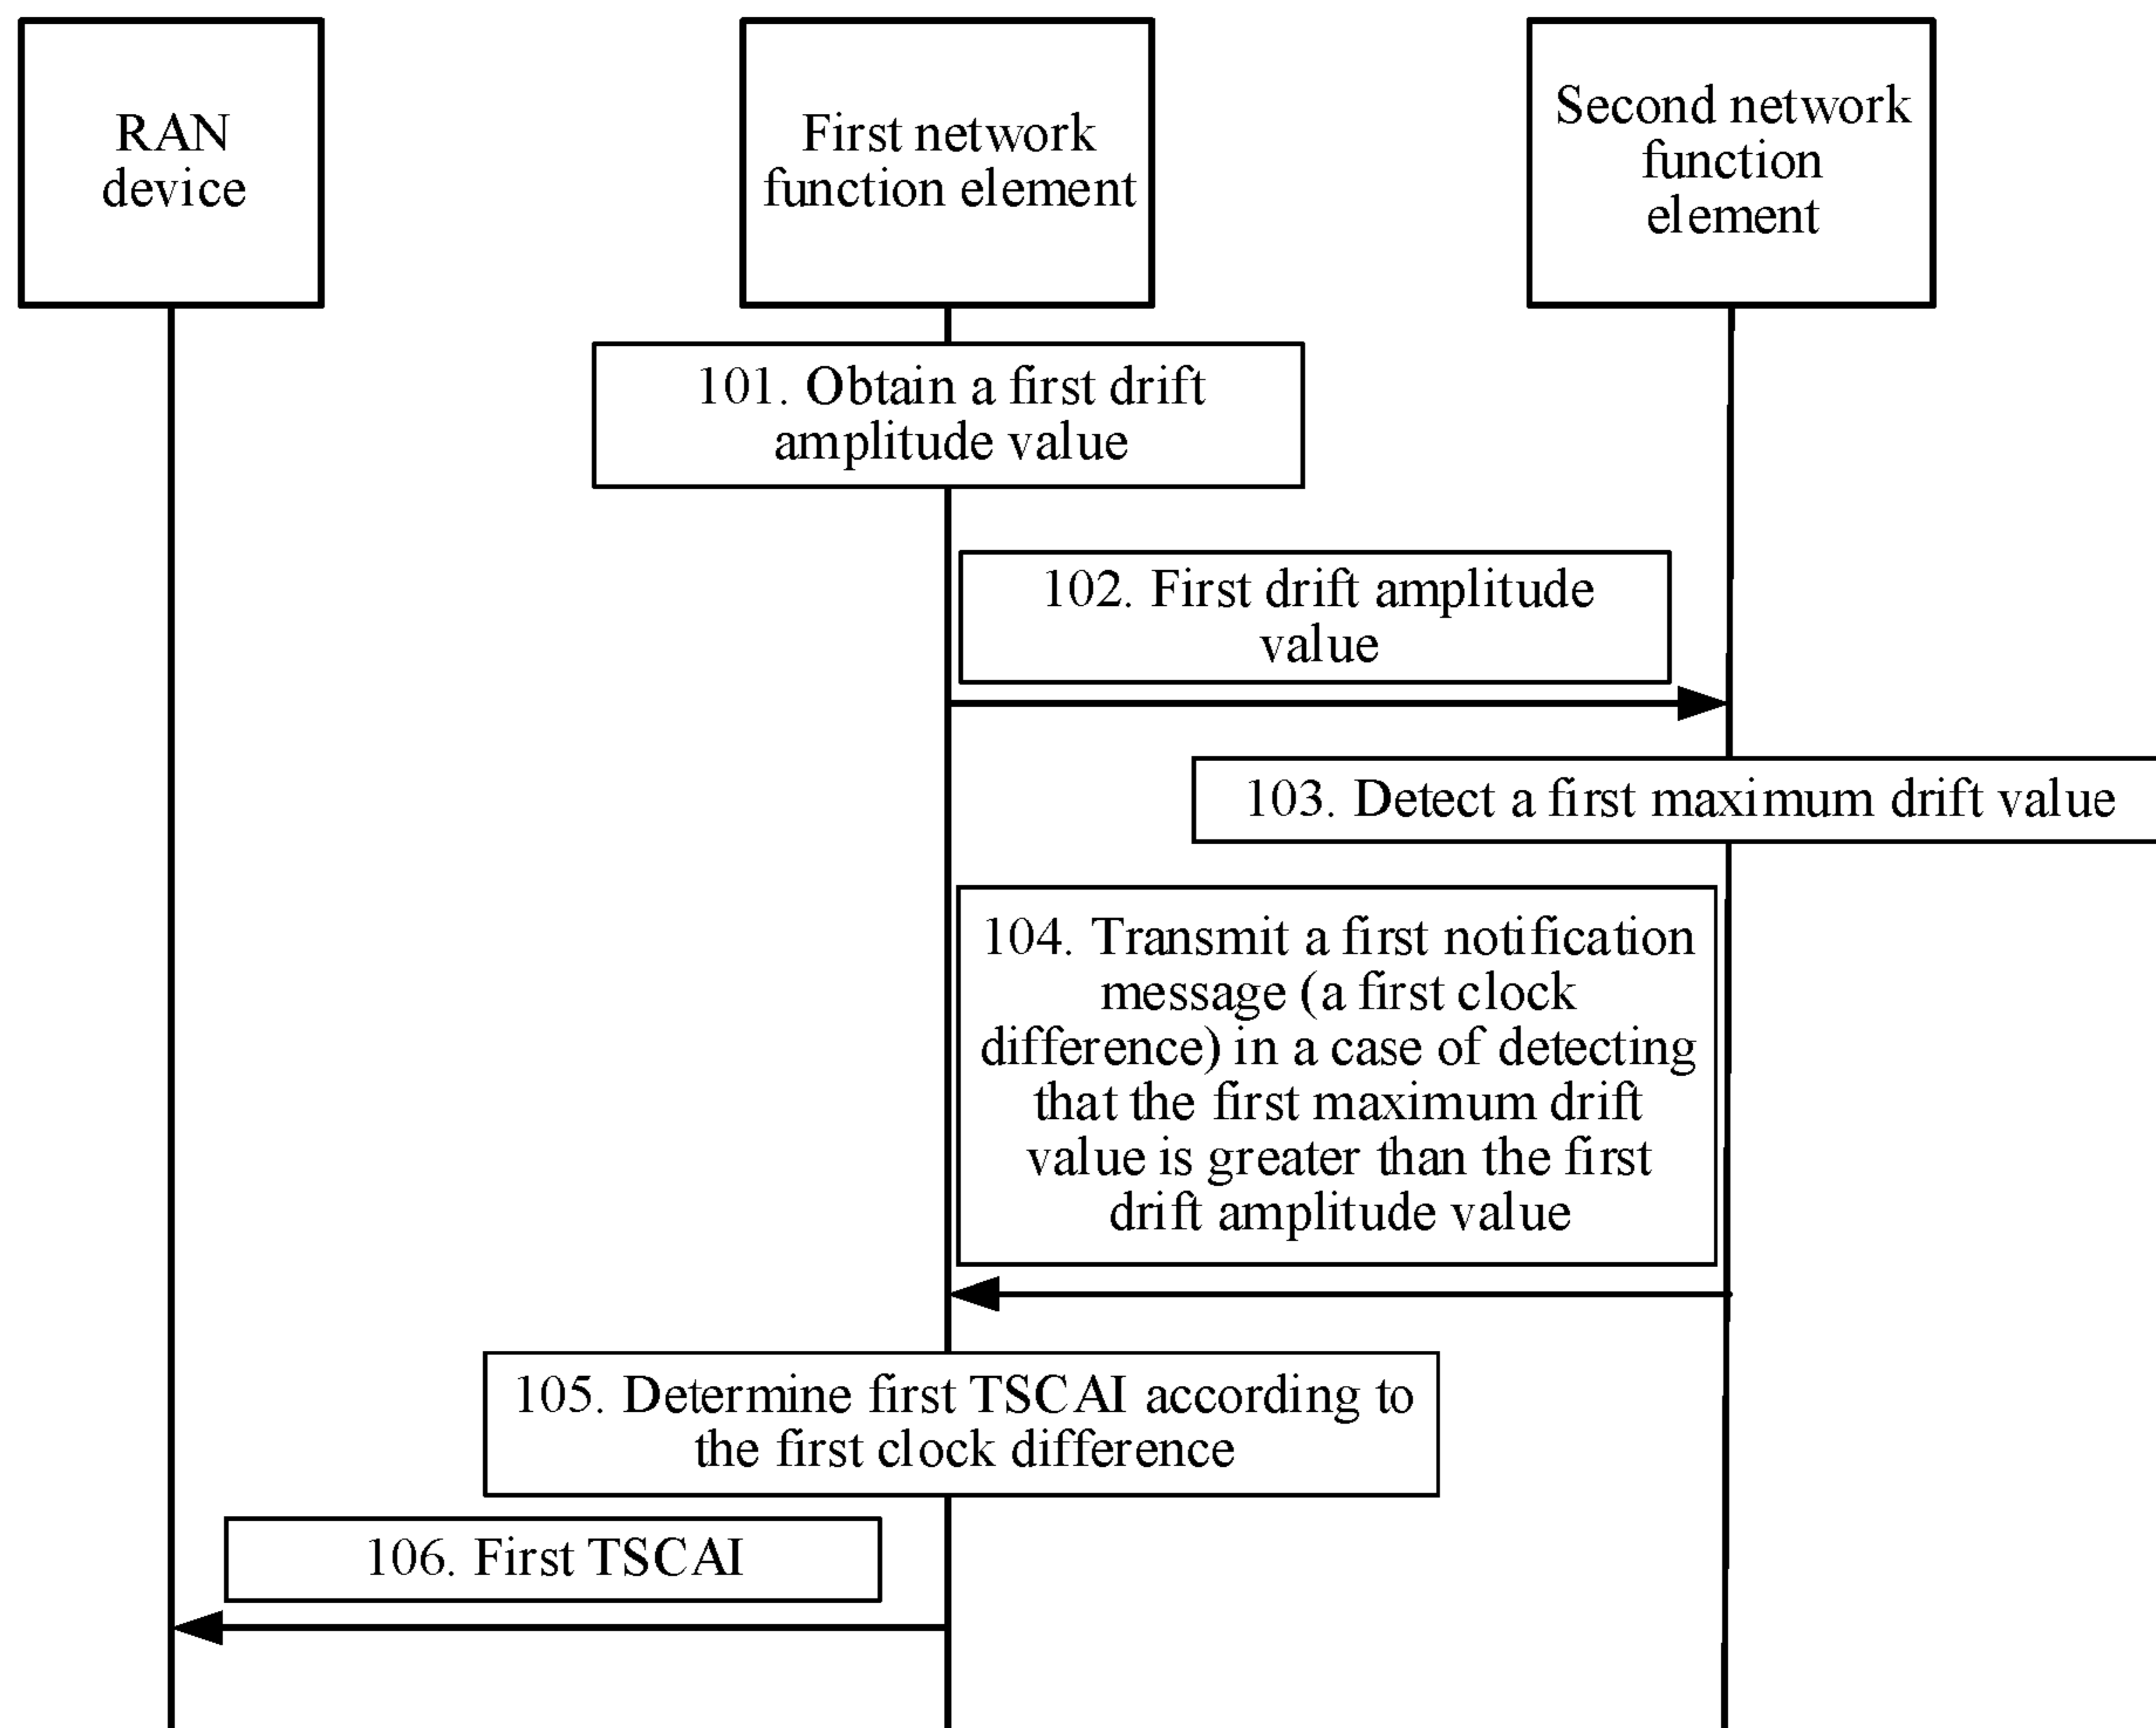 RAN
device
First network
function element
Second network
function
element
101. Obtain a first drift
amplitude value
102. First drift amplitude
value
103. Detect a first maximum drift value
104. Transmit a first notification
message (a first clock
difference) in a case of detecting
that the first maximum drift
value is greater than the first
drift amplitude value
105. Determine first TSCAI according to
the first clock difference
106. First TSCAI